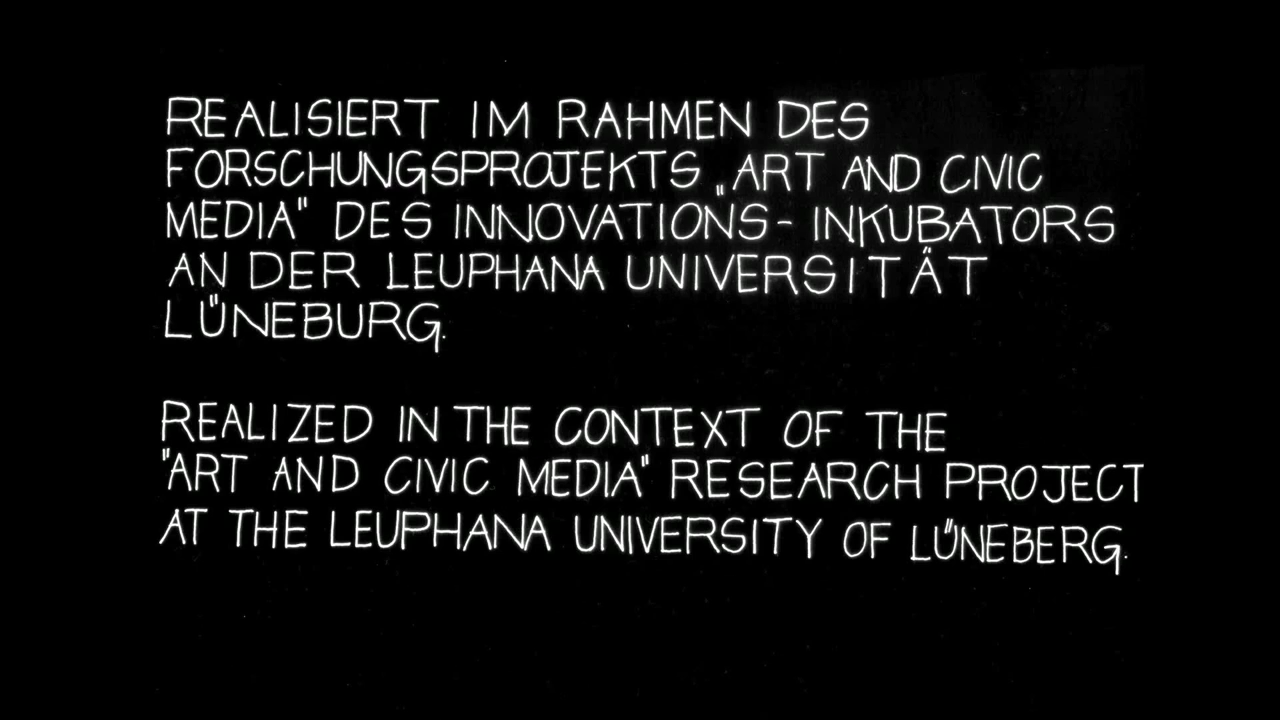 REALISIERT IM RAHMEN DES
FORSCHUNGSPROJEKTS „ART AND CIVIC
MEDIA" DES INNOVATIONS-INKUBATORS
AN DER LEUPHANA UNIVERSITÄT
LÜNEBURG.
REALIZED IN THE CONTEXT OF THE
"ART AND CIVIC MEDIA" RESEARCH PROJECT
AT THE LEUPHANA UNIVERSITY OF LÜNEBERG.